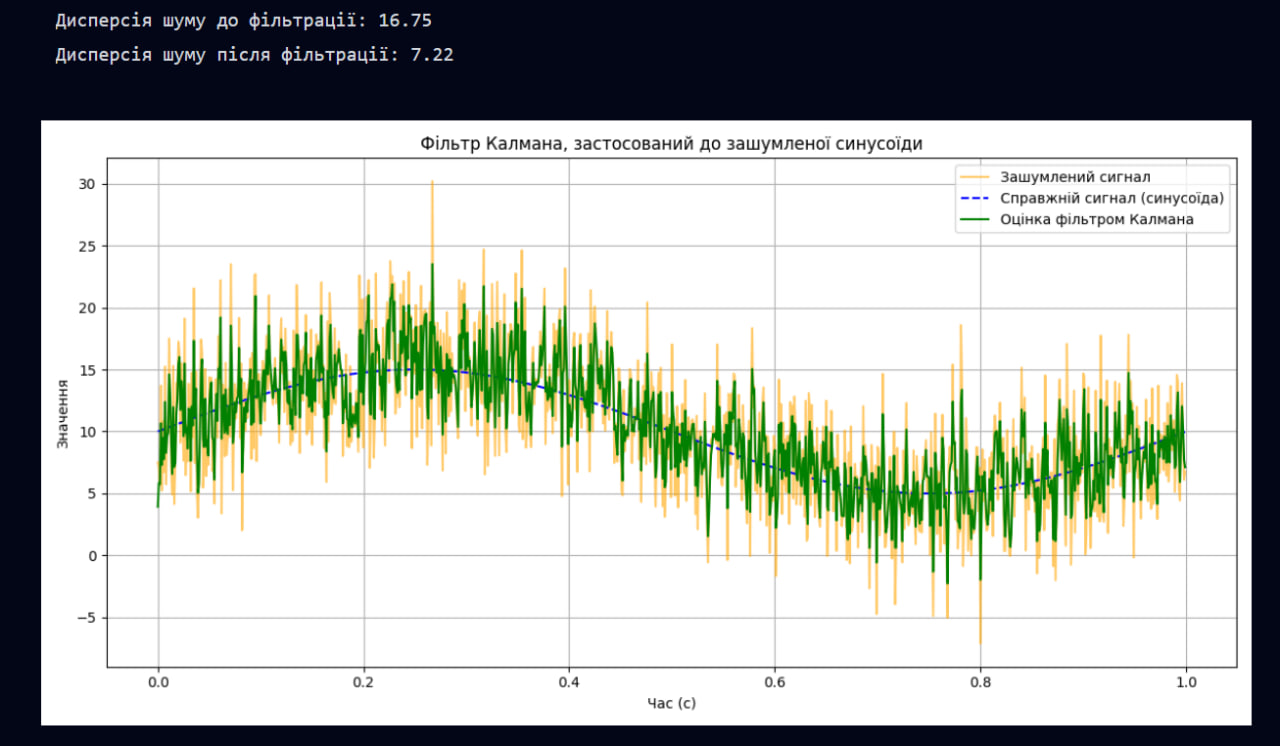 Дисперсія шуму до фільтрації: 16.75
Дисперсія шуму після фільтрації: 7.22
Фільтр Калмана, застосований до зашумленої синусоїди
Зашумлений сигнал
Справжній сигнал (синусоїда)
Оцінка фільтром Калмана
Значення
30
25
20
15
10
5
0
−5
0.0 0.2 0.4 0.6 0.8 1.0
Час (с)